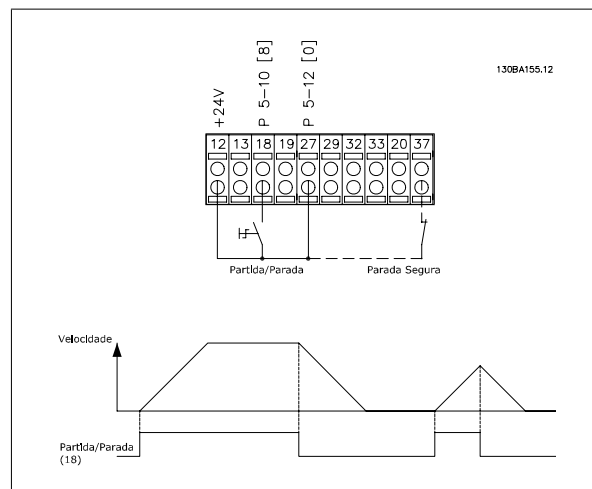 130BA155.12
+24V
P 5-10 [8]
P 5-12 [0]
12 13 18 19 27 29 32 33 20 37
Partida/Parada
Parada Segura
Velocidade
Partida/Parada
(18)